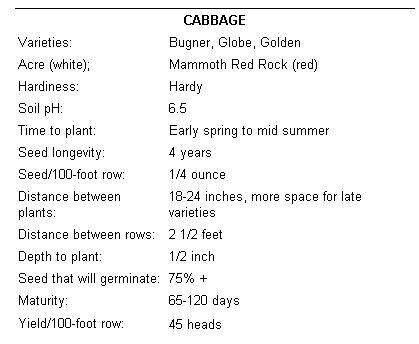 CABBAGE
Varieties: Bugner, Globe, Golden
Acre (white); Mammoth Red Rock (red)
Hardiness: Hardy
Soil pH: 6.5
Time to plant: Early spring to mid summer
Seed longevity: 4 years
Seed/100-foot row: 1/4 ounce
Distance between 18-24 inches, more space for late
plants: varieties
Distance between rows: 2 1/2 feet
Depth to plant: 1/2 inch
Seed that will germinate: 75% +
Maturity: 65-120 days
Yield/100-foot row: 45 heads